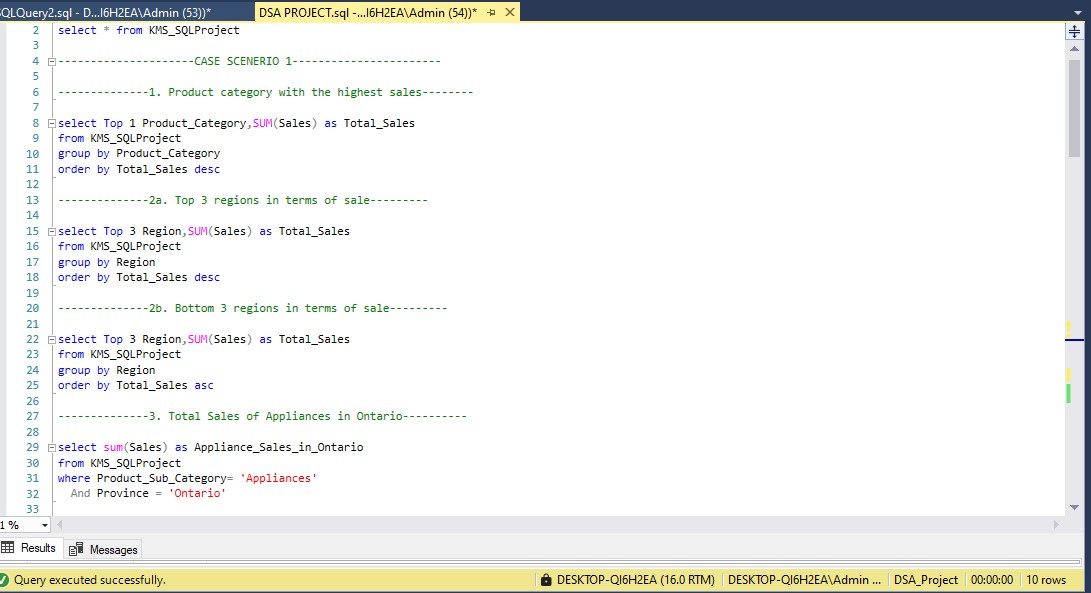 SQLQuery2.sql - D...I6H2EA\Admin (53))* DSA PROJECT.sql -...I6H2EA\Admin (54))*
2 select * from KMS_SQLProject
3
4 ---------------------CASE SCENERIO 1-----------------------
5
6 --------------1. Product category with the highest sales--------
7
8 select Top 1 Product_Category,SUM(Sales) as Total_Sales
9 from KMS_SQLProject
10 group by Product_Category
11 order by Total_Sales desc
12
13 --------------2a. Top 3 regions in terms of sale---------
14
15 select Top 3 Region,SUM(Sales) as Total_Sales
16 from KMS_SQLProject
17 group by Region
18 order by Total_Sales desc
19
20 --------------2b. Bottom 3 regions in terms of sale---------
21
22 select Top 3 Region,SUM(Sales) as Total_Sales
23 from KMS_SQLProject
24 group by Region
25 order by Total_Sales asc
26
27 --------------3. Total Sales of Appliances in Ontario----------
28
29 select sum(Sales) as Appliance_Sales_in_Ontario
30 from KMS_SQLProject
31 where Product_Sub_Category= 'Appliances'
32 And Province = 'Ontario'
33
1 %
Results Messages
Query executed successfully. DESKTOP-QI6H2EA (16.0 RTM) DESKTOP-QI6H2EA\Admin ... DSA_Project 00:00:00 10 rows